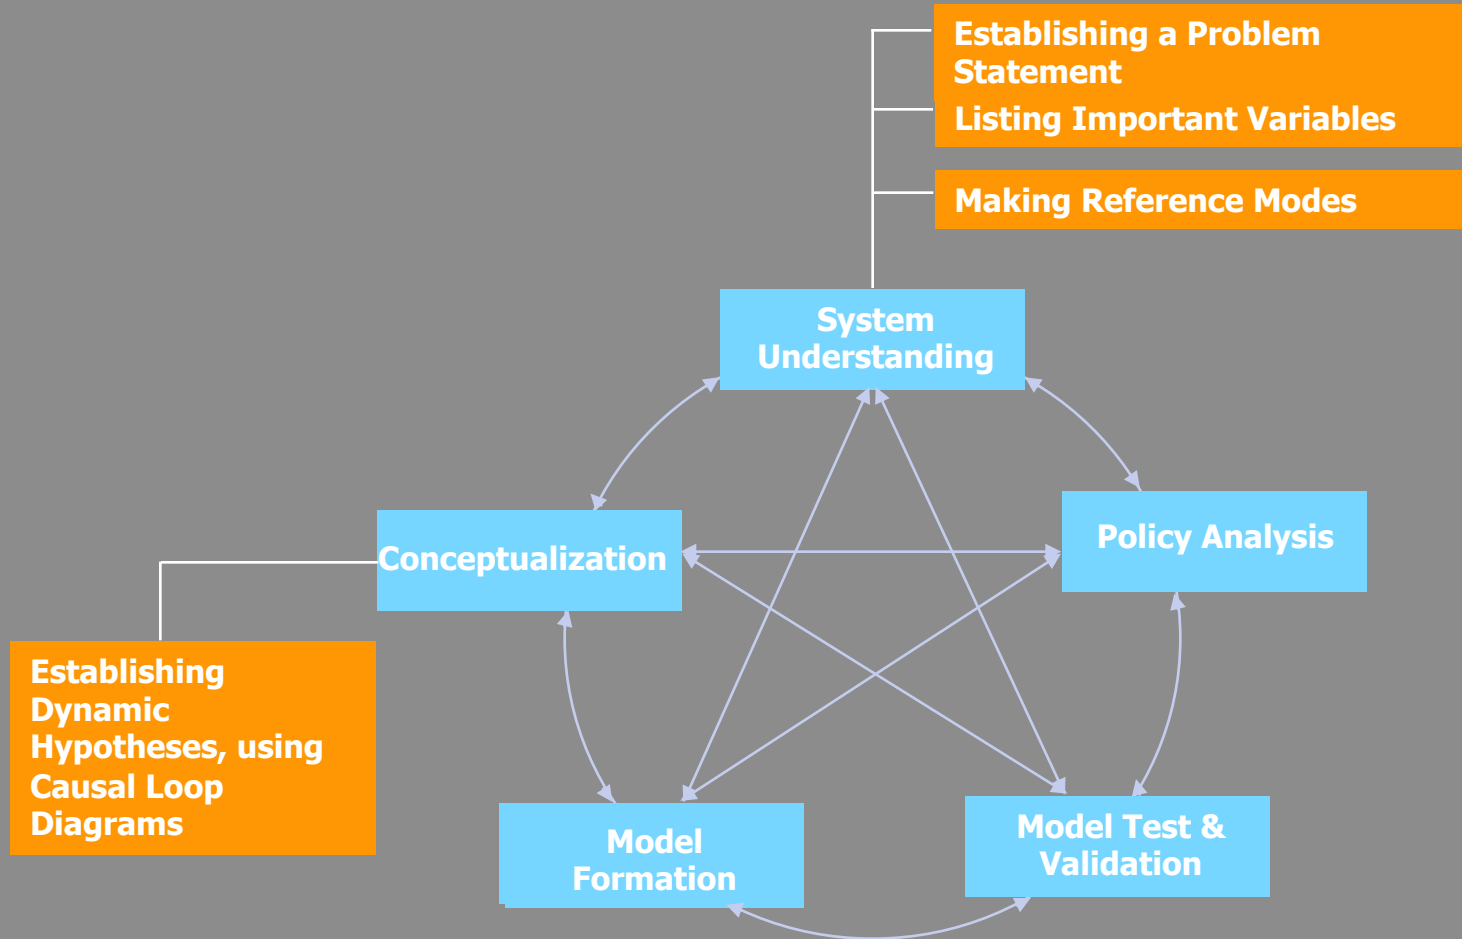 Establishing a Problem
Statement
Listing Important Variables
Making Reference Modes
System
Understanding
Policy Analysis
Conceptualization
Establishing
Dynamic
Hypotheses, using
Causal Loop
Diagrams
Model
Formation
Model Test &
Validation